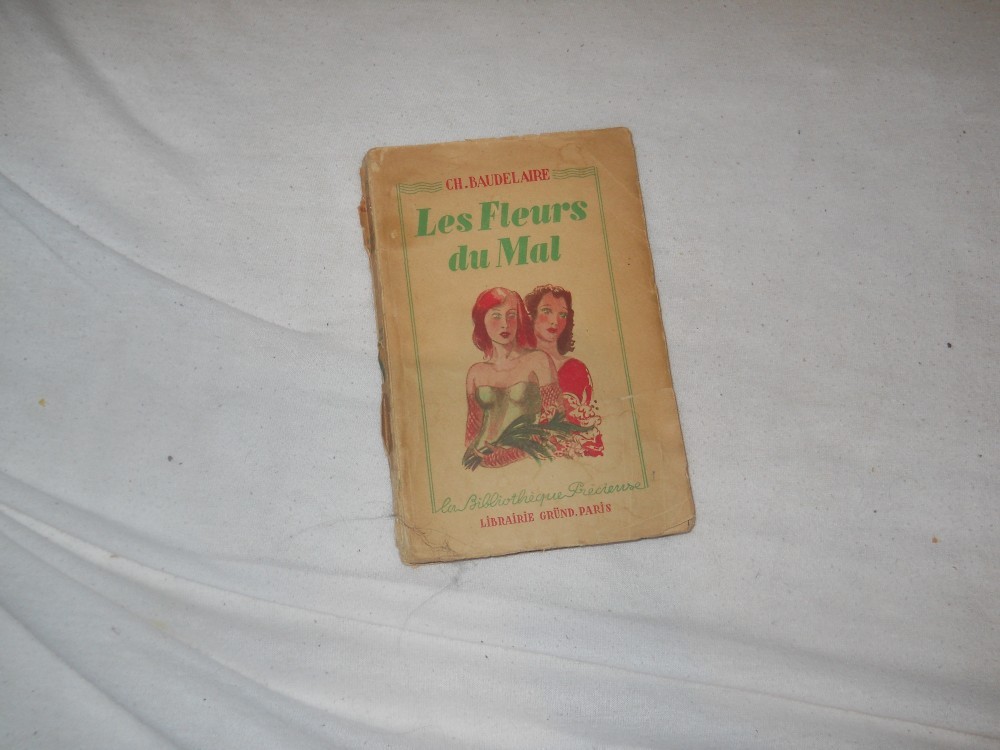 CH. BAUDELAIRE
Les Fleurs
du Mal
la Bibliothèque Précieuse
LIBRAIRIE GRÜND. PARIS